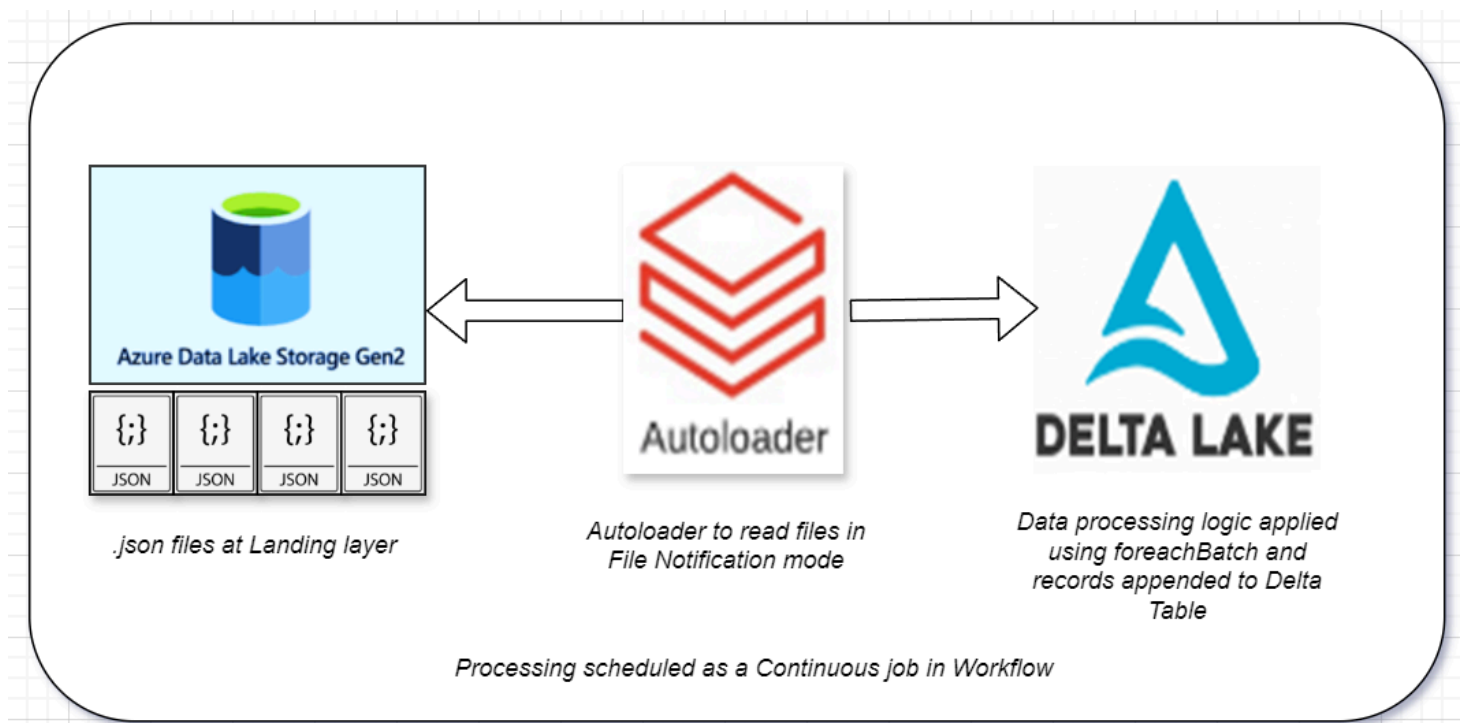 Azure Data Lake Storage Gen2
{;} {;} {;} {;}
JSON JSON JSON JSON
.json files at Landing layer
Autoloader
Autoloader to read files in
File Notification mode
DELTA LAKE
Data processing logic applied
using foreachBatch and
records appended to Delta
Table
Processing scheduled as a Continuous job in Workflow